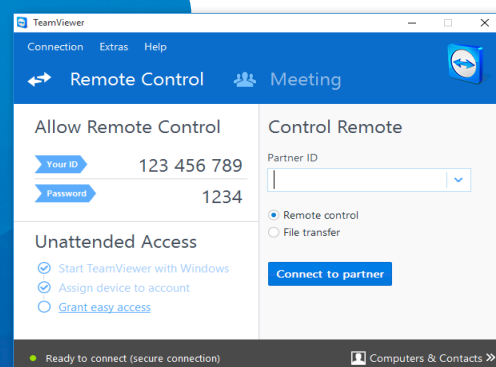 TeamViewer
Connection Extras Help
Remote Control Meeting
Allow Remote Control
Your ID 123 456 789
Password 1234
Unattended Access
Start TeamViewer with Windows
Assign device to account
Grant easy access
Control Remote
Partner ID
Remote control
File transfer
Connect to partner
Ready to connect (secure connection) Computers & Contacts »